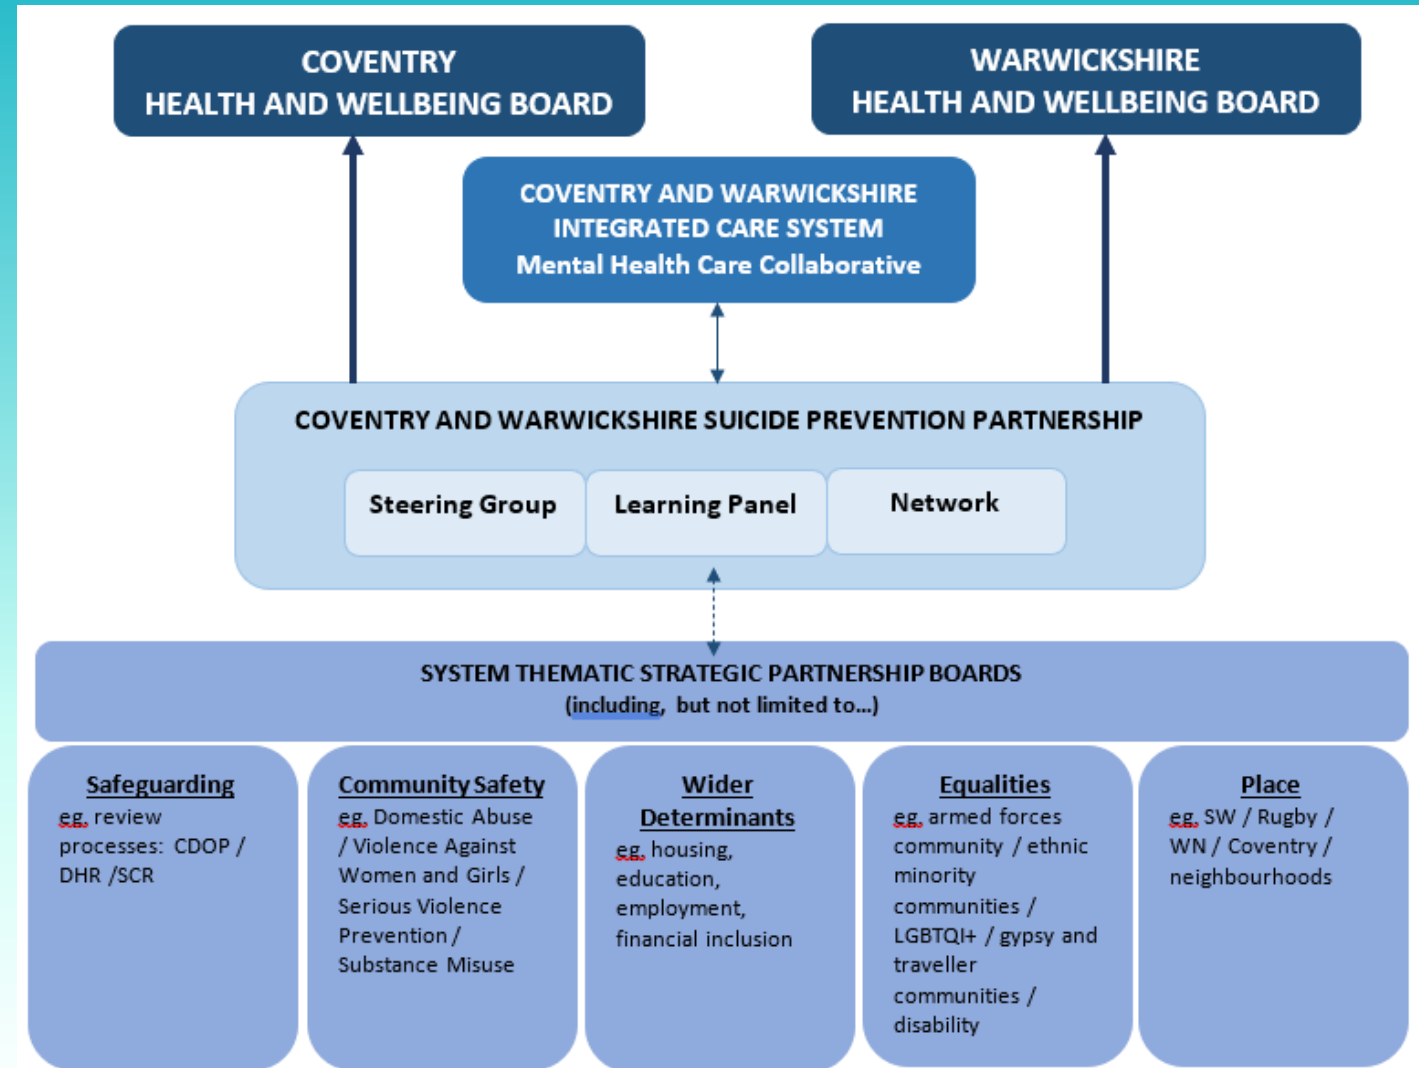 COVENTRY
HEALTH AND WELLBEING BOARD
WARWICKSHIRE
HEALTH AND WELLBEING BOARD
COVENTRY AND WARWICKSHIRE
INTEGRATED CARE SYSTEM
Mental Health Care Collaborative
COVENTRY AND WARWICKSHIRE SUICIDE PREVENTION PARTNERSHIP
Steering Group
Learning Panel
Network
SYSTEM THEMATIC STRATEGIC PARTNERSHIP BOARDS
(including, but not limited to...)
Safeguarding
eg. review
processes: CDOP /
DHR /SCR
Community Safety
eg. Domestic Abuse
/ Violence Against
Women and Girls /
Serious Violence
Prevention /
Substance Misuse
Wider
Determinants
eg. housing,
education,
employment,
financial inclusion
Equalities
eg. armed forces
community / ethnic
minority
communities /
LGBTQI+ / gypsy and
traveller
communities /
disability
Place
eg. SW / Rugby /
WN / Coventry /
neighbourhoods